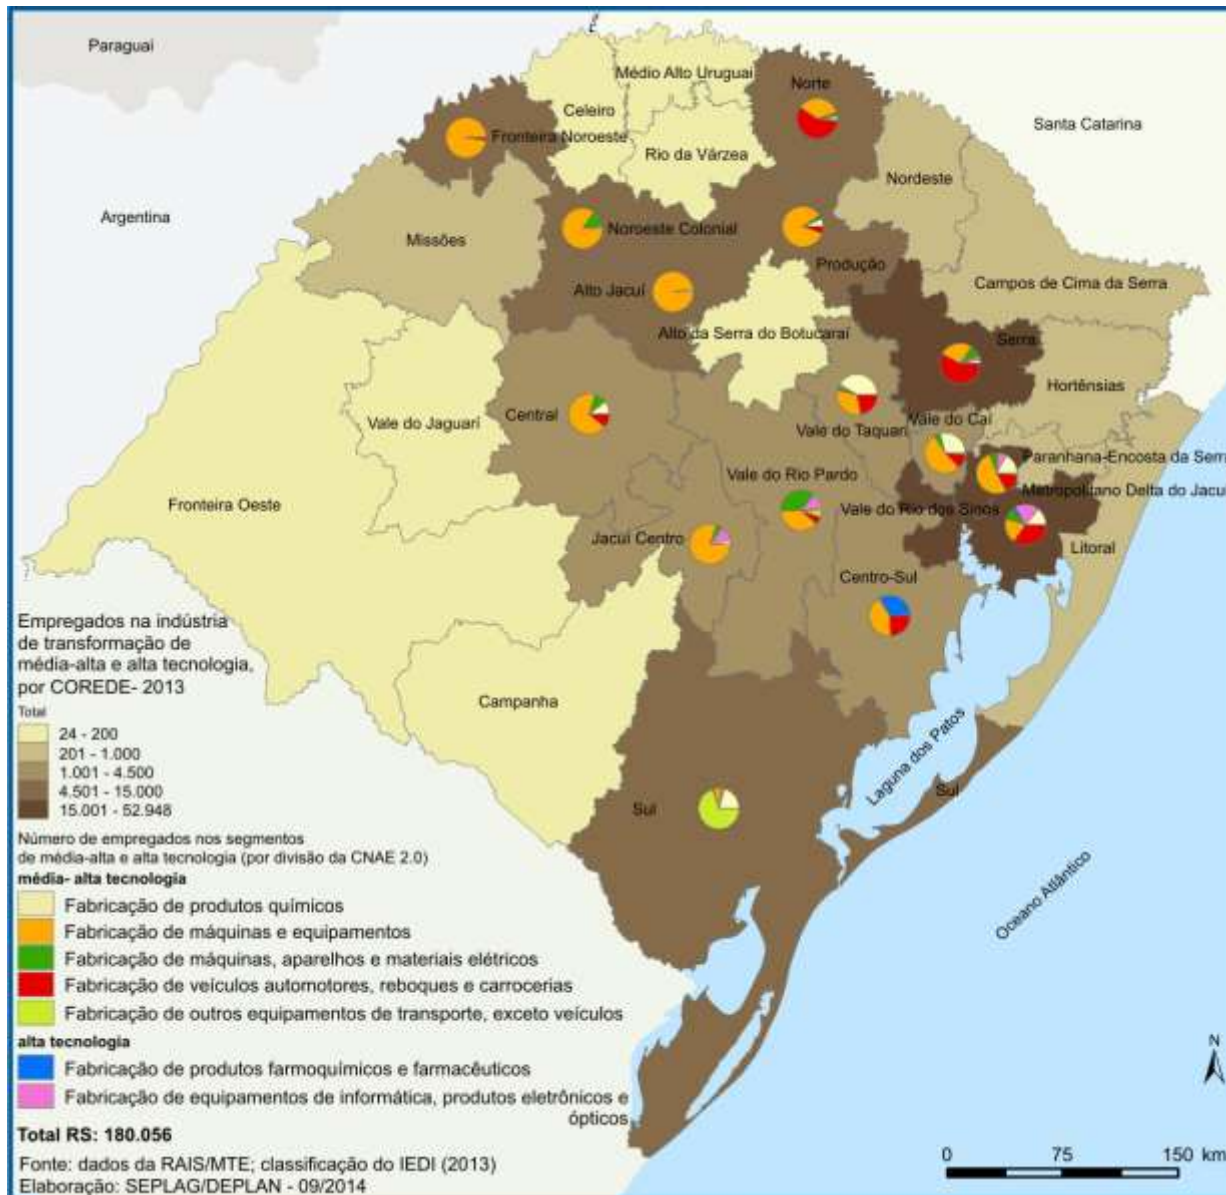 Paraguai
Médio Alto Uruguai
Norte
Celeiro
Santa Catarina
Fronteira Noroeste
Rio da Várzea
Nordeste
Argentina
Noroeste Colonial
Missões
Produção
Campos de Cima da Serra
Alto Jacuí
Alto da Serra do Botucaraí
Serra
Hortênsias
Central
Vale do Jaguarí
Vale do Caí
Vale do Taquari
Paranhana-Encosta da Serra
Vale do Rio Pardo
Metropolitano Delta do Jacuí
Fronteira Oeste
Vale do Rio dos Sinos
Jacuí Centro
Litoral
Centro-Sul
Campanha
Laguna dos Patos
Sul
Sul
Oceano Atlântico
Empregados na indústria
de transformação de
média-alta e alta tecnologia,
por COREDE- 2013
Total
24 - 200
201 - 1.000
1.001 - 4.500
4.501 - 15.000
15.001 - 52.948
Número de empregados nos segmentos
de média-alta e alta tecnologia (por divisão da CNAE 2.0)
média- alta tecnologia
Fabricação de produtos químicos
Fabricação de máquinas e equipamentos
Fabricação de máquinas, aparelhos e materiais elétricos
Fabricação de veículos automotores, reboques e carrocerias
Fabricação de outros equipamentos de transporte, exceto veículos
alta tecnologia
Fabricação de produtos farmoquímicos e farmacêuticos
Fabricação de equipamentos de informática, produtos eletrônicos e
ópticos
Total RS: 180.056
Fonte: dados da RAIS/MTE; classificação do IEDI (2013)
Elaboração: SEPLAG/DEPLAN - 09/2014
N
0 75 150 km